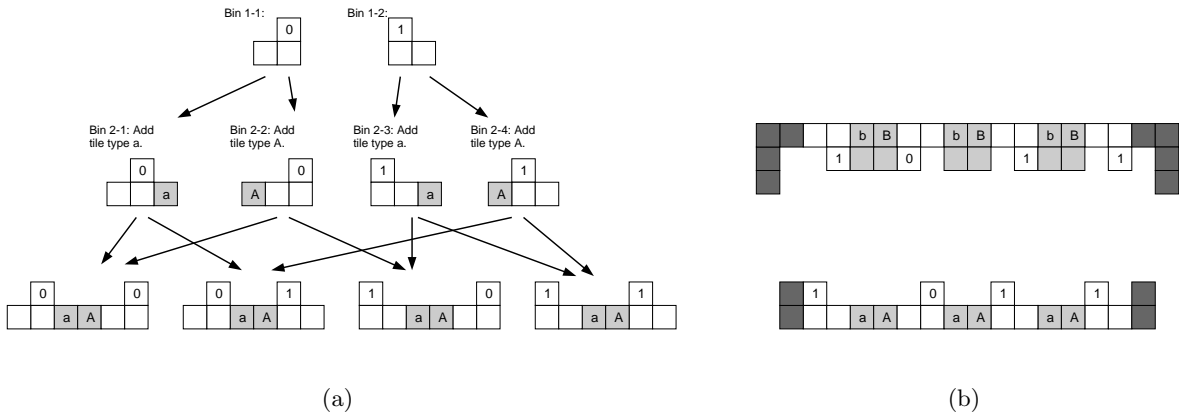 Bin 1-1: Bin 1-2:
0 1
Bin 2-1: Add tile type a.
Bin 2-2: Add tile type A.
Bin 2-3: Add tile type a.
Bin 2-4: Add tile type A.
0 0 1 1
a A a A
b B b B b B
1 0 1 1
0 0 0 1 1 0 1 1
a A a A a A a A
1 0 1 1
a A a A a A
(a) (b)